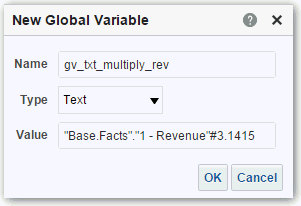 New Global Variable
Name gv_txt_multiply_rev
Type Text
Value "Base.Facts"."1 - Revenue"#3.1415
OK Cancel